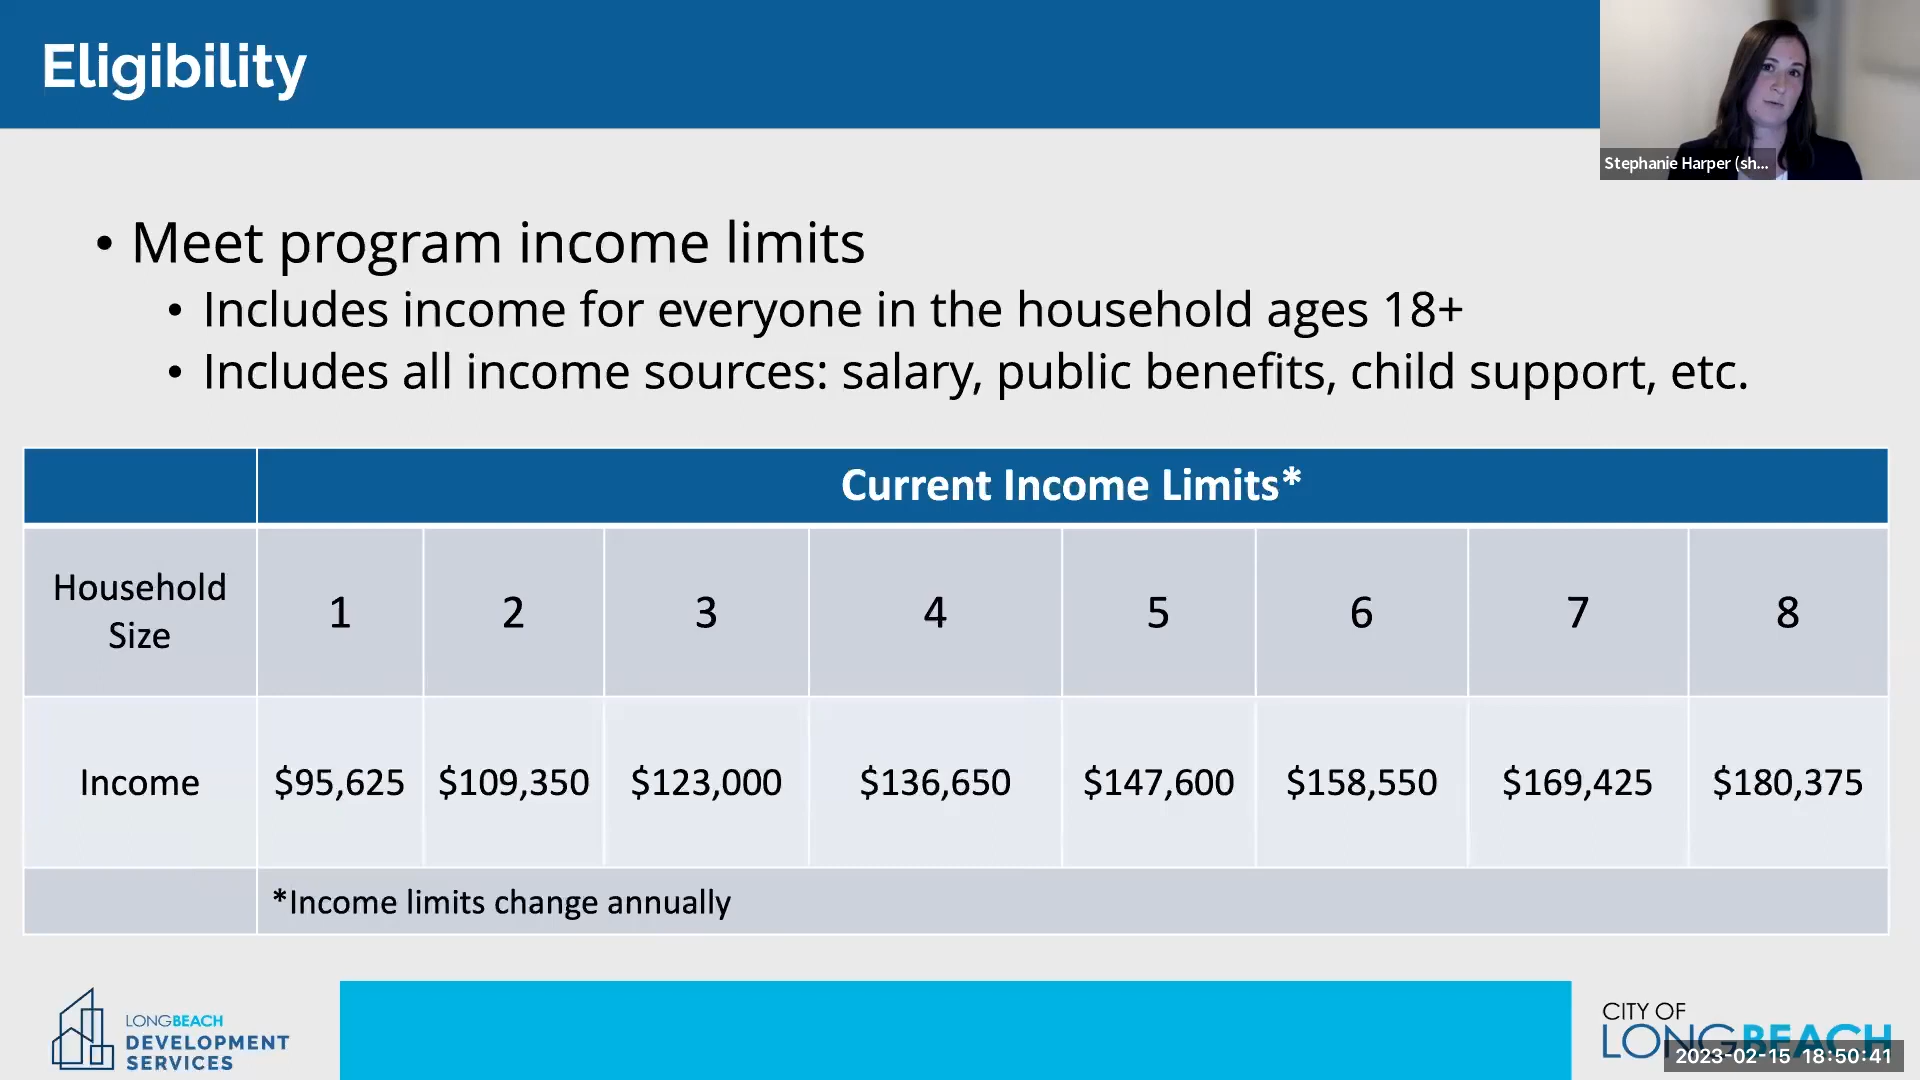 Eligibility
Stephanie Harper (sh...
• Meet program income limits
• Includes income for everyone in the household ages 18+
• Includes all income sources: salary, public benefits, child support, etc.
Current Income Limits*
Household Size 1 2 3 4 5 6 7 8
Income $95,625 $109,350 $123,000 $136,650 $147,600 $158,550 $169,425 $180,375
*Income limits change annually
LONGBEACH
DEVELOPMENT
SERVICES
CITY OF
LONGBEACH
2023-02-15 18:50:41